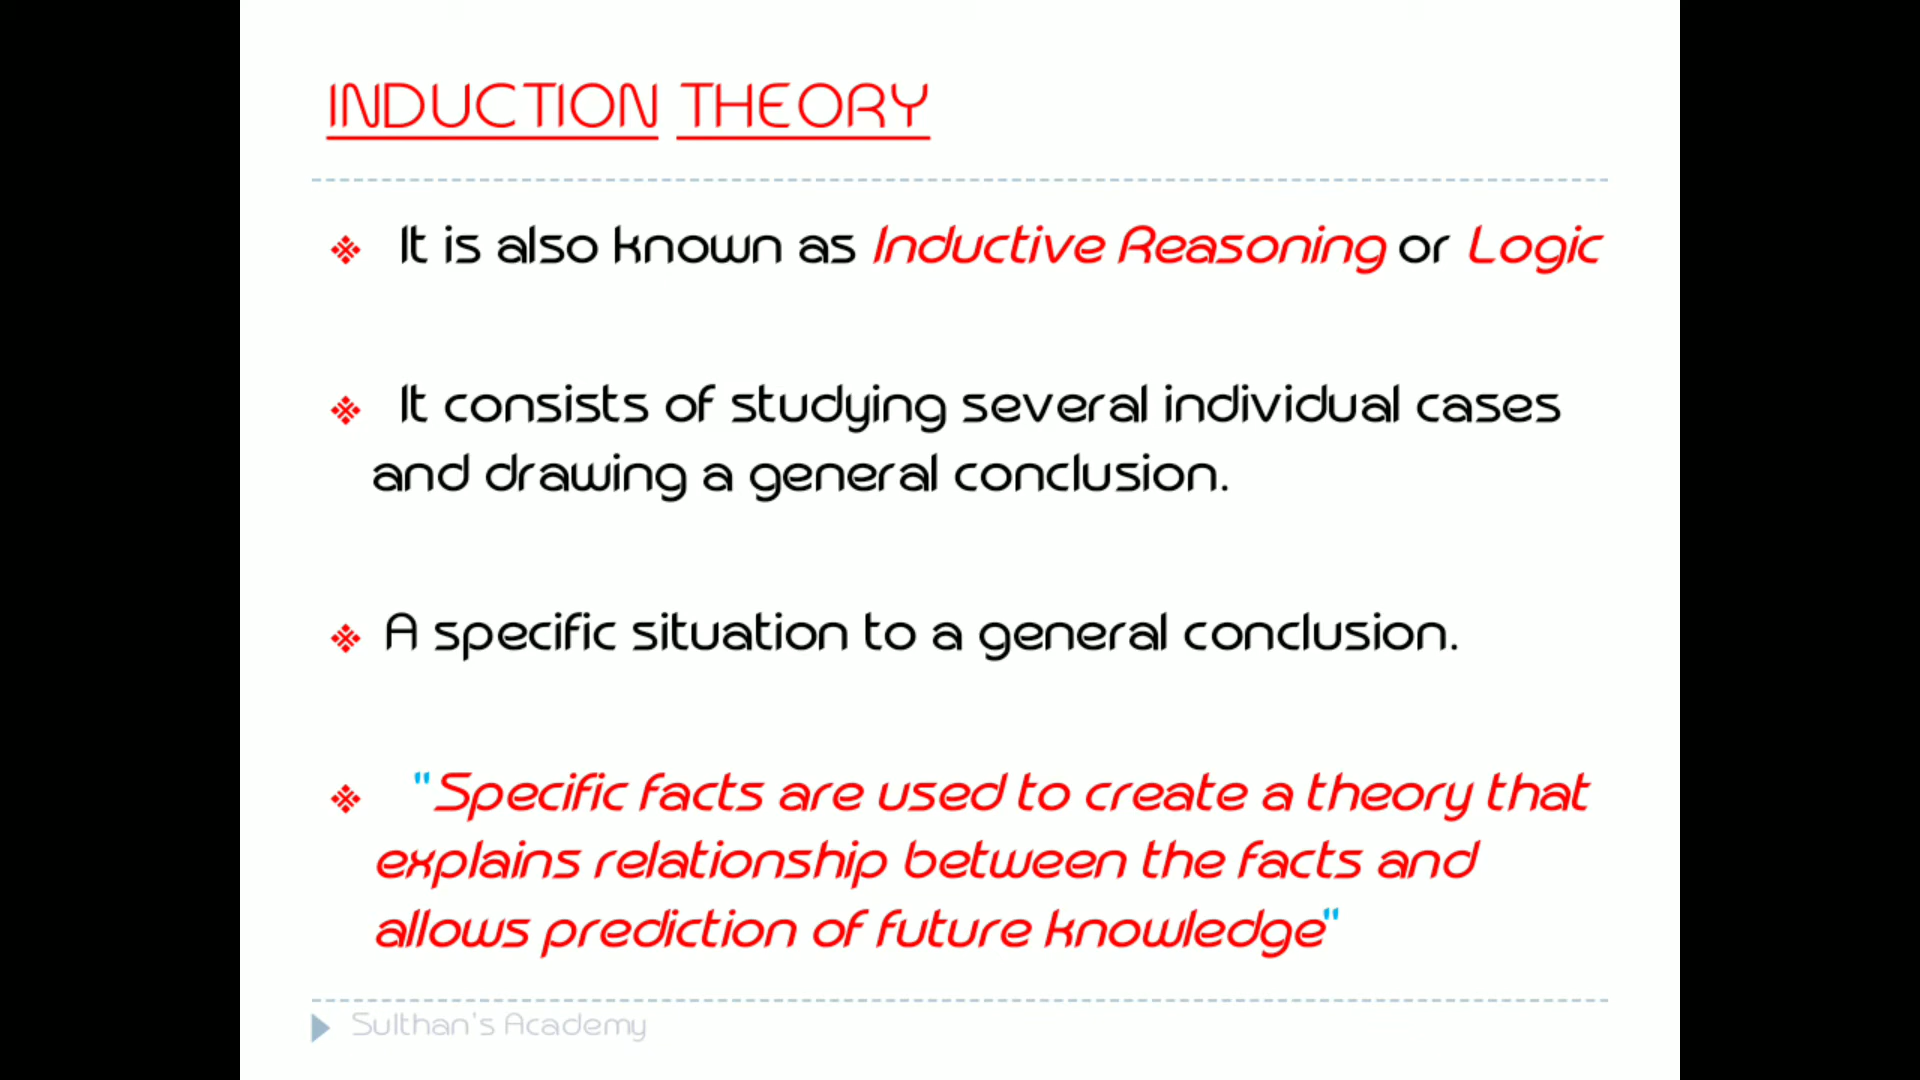 INDUCTION THEORY
It is also known as Inductive Reasoning or Logic
It consists of studying several individual cases
and drawing a general conclusion.
A specific situation to a general conclusion.
"Specific facts are used to create a theory that
explains relationship between the facts and
allows prediction of future knowledge"
Sulthan's Academy